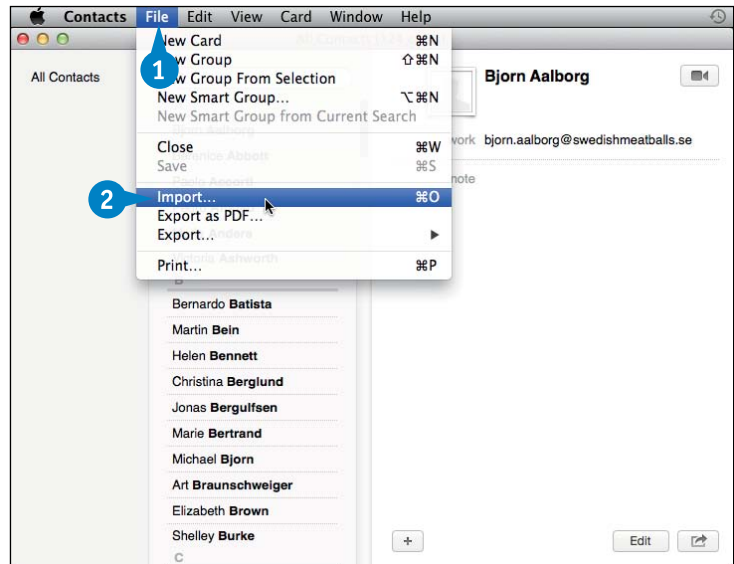 Contacts File Edit View Card Window Help
All Contacts
New Card ⌘N
New Group ⇧⌘N
New Group From Selection
New Smart Group... ⌥⌘N
New Smart Group from Current Search
Close ⌘W
Save ⌘S
Import... ⌘O
Export as PDF...
Export... ▶
Print... ⌘P
1
2
B
Bernardo Batista
Martin Bein
Helen Bennett
Christina Berglund
Jonas Bergulfsen
Marie Bertrand
Michael Bjorn
Art Braunschweiger
Elizabeth Brown
Shelley Burke
C
Bjorn Aalborg
work bjorn.aalborg@swedishmeatballs.se
note
+
Edit